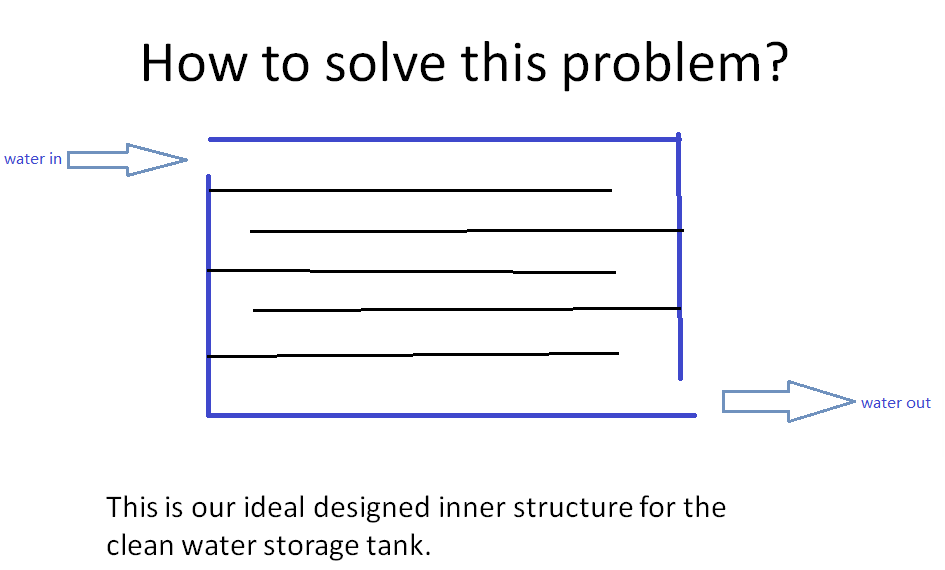 How to solve this problem?
water in
water out
This is our ideal designed inner structure for the
clean water storage tank.